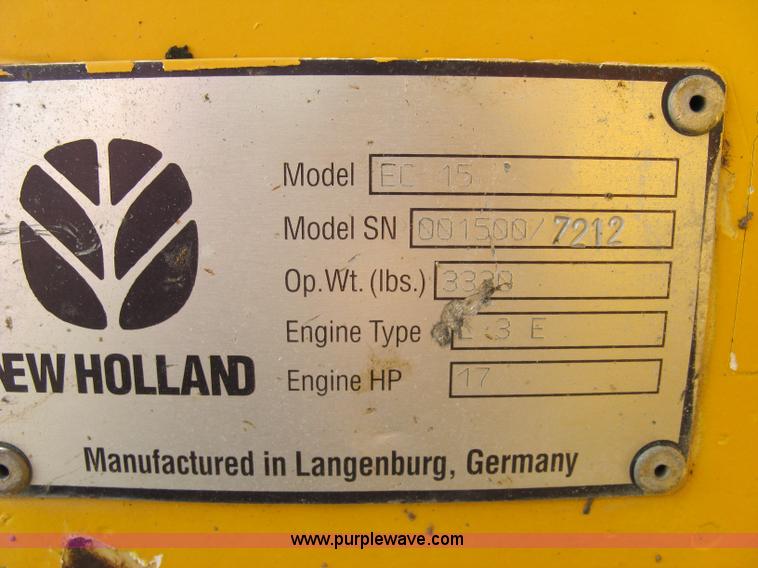 Model EC 15
Model SN 001500/7212
Op.Wt. (lbs.)
Engine Type 3 E
Engine HP 17
NEW HOLLAND
Manufactured in Langenburg, Germany
www.purplewave.com